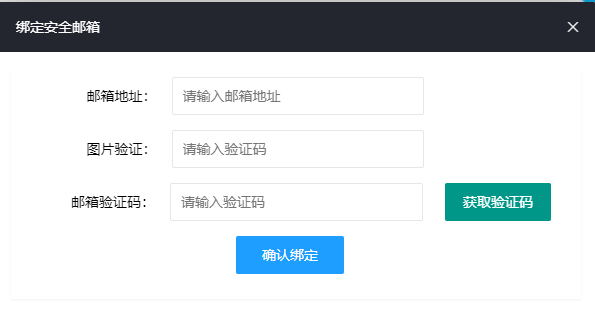 绑定安全邮箱
邮箱地址： 请输入邮箱地址
图片验证： 请输入验证码
邮箱验证码： 请输入验证码 获取验证码
确认绑定